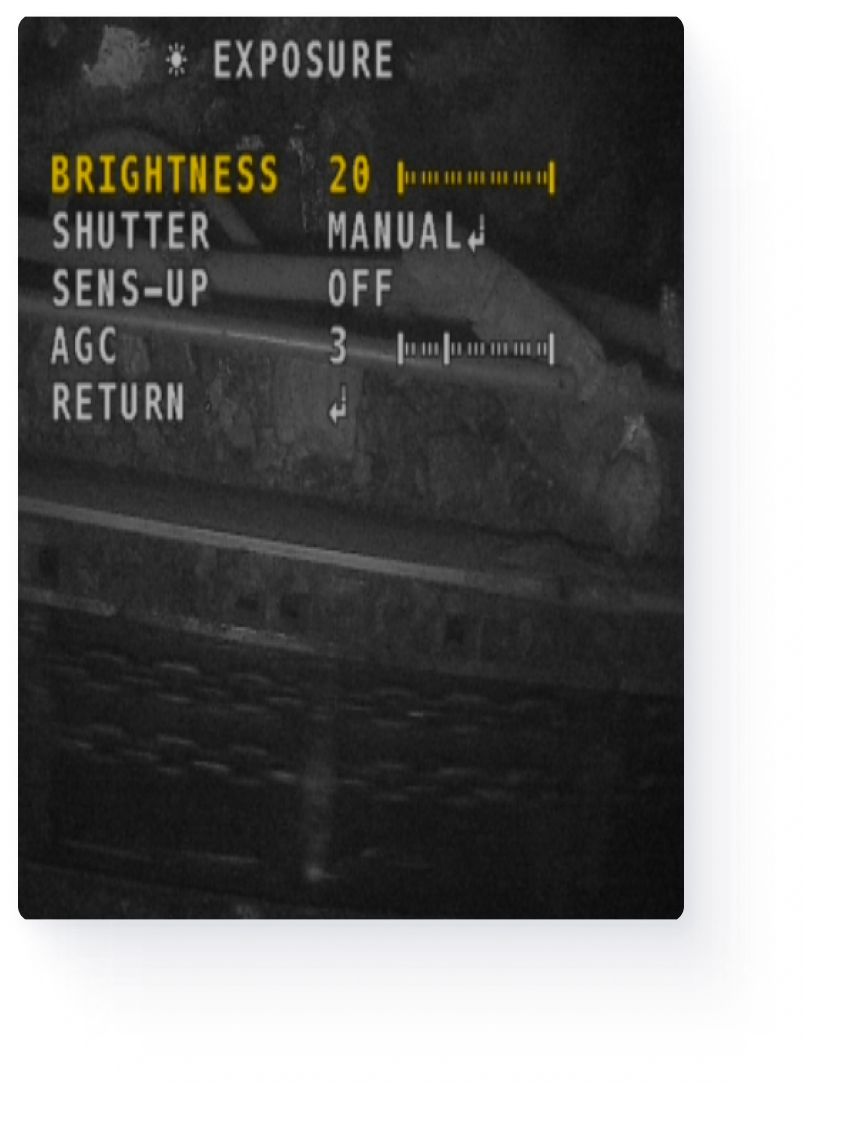 EXPOSURE
BRIGHTNESS 20
SHUTTER MANUAL↲
SENS-UP OFF
AGC 3
RETURN ↲